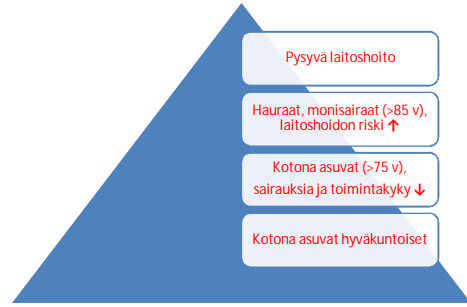 Pysyvä laitoshoito
Hauraat, monisairaat (>85 v),
laitoshoidon riski ↑
Kotona asuvat (>75 v),
sairauksia ja toimintakyky ↓
Kotona asuvat hyväkuntoiset